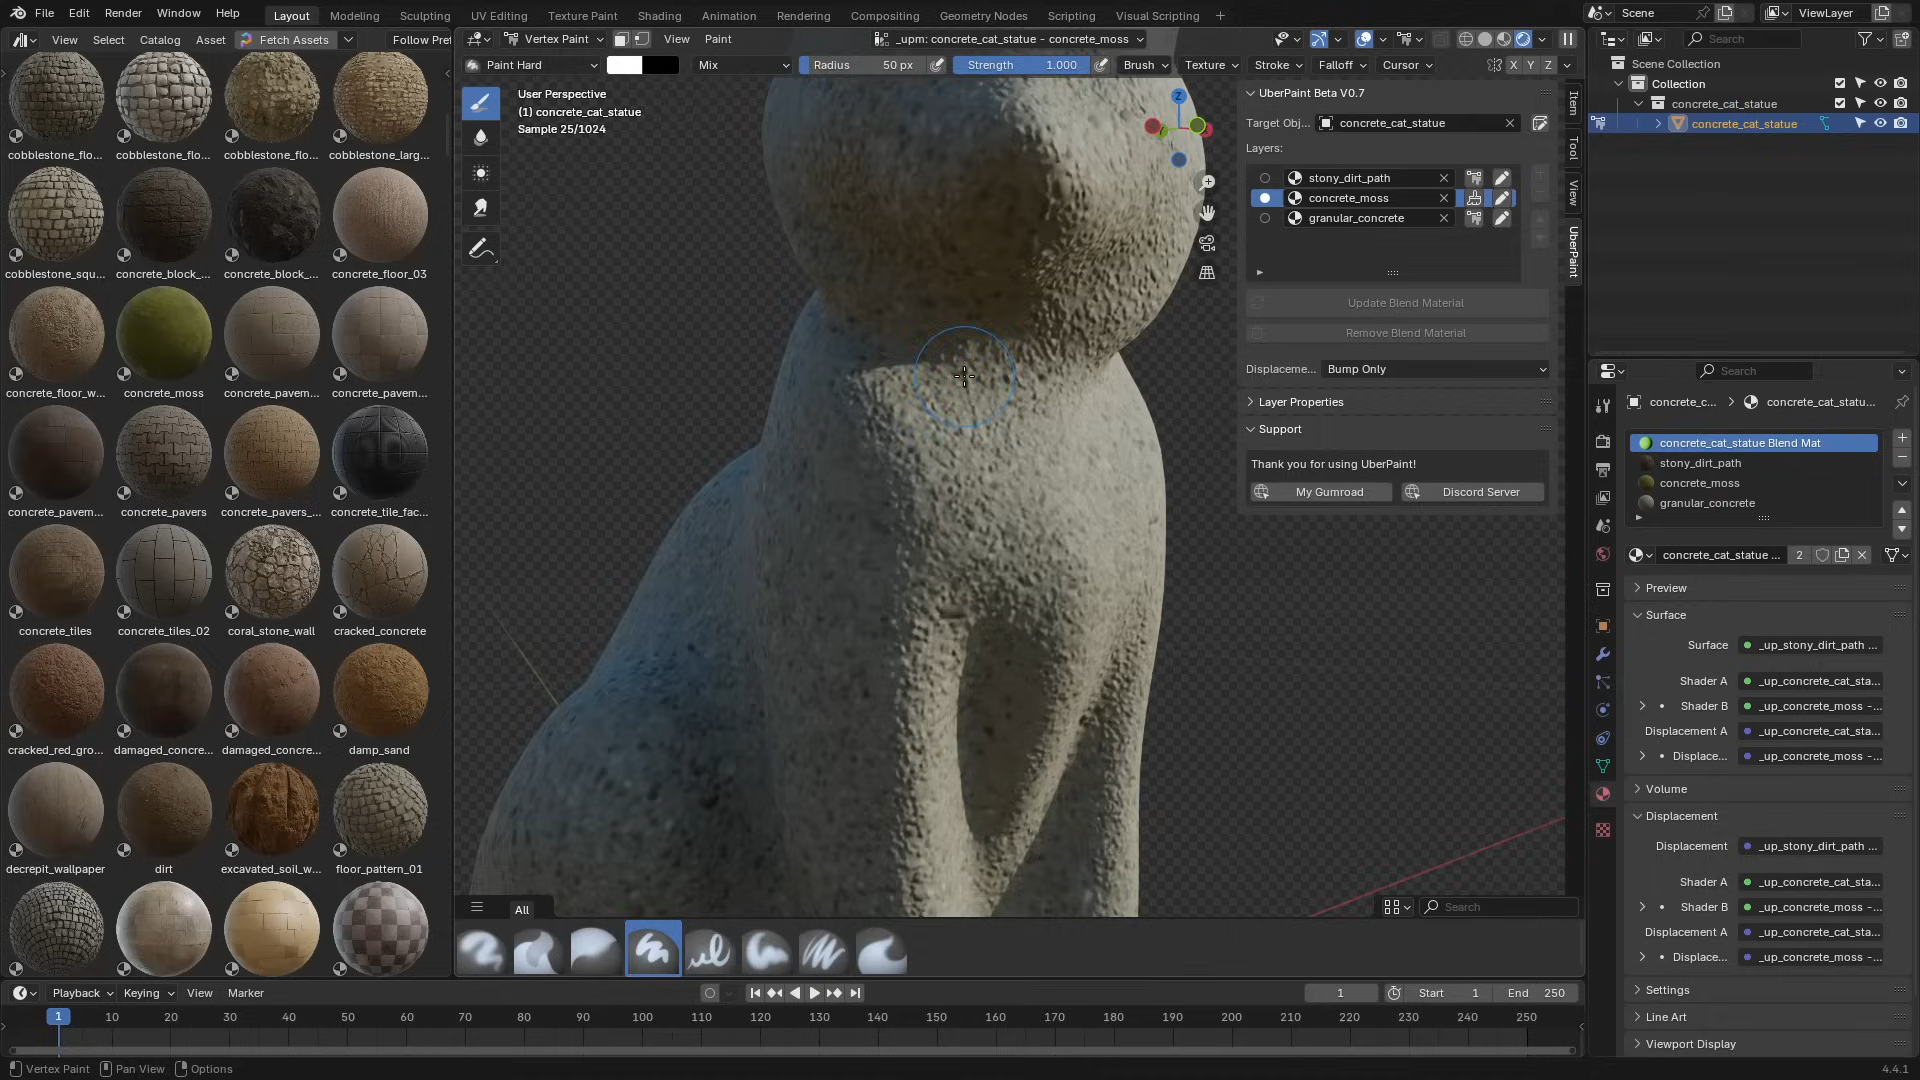 File Edit Render Window Help
Layout Modeling Sculpting UV Editing Texture Paint Shading Animation Rendering Compositing Geometry Nodes Scripting Visual Scripting +
Scene
ViewLayer
View Select Catalog Asset Fetch Assets Follow Pref
Vertex Paint View Paint
_upm: concrete_cat_statue - concrete_moss
Paint Hard Mix Radius 50 px Strength 1.000 Brush Texture Stroke Falloff Cursor X Y Z
User Perspective
(1) concrete_cat_statue
Sample 25/1024
Z
cobblestone_flo... cobblestone_flo... cobblestone_flo... cobblestone_larg...
cobblestone_squ... concrete_block_... concrete_block_... concrete_floor_03
concrete_floor_w... concrete_moss concrete_pavem... concrete_pavem...
concrete_pavem... concrete_pavers concrete_pavers_... concrete_tile_fac...
concrete_tiles concrete_tiles_02 coral_stone_wall cracked_concrete
cracked_red_gro... damaged_concre... damaged_concre... damp_sand
decrepit_wallpaper dirt excavated_soil_w... floor_pattern_01
UberPaint Beta V0.7
Target Obj... concrete_cat_statue
Layers:
stony_dirt_path
concrete_moss
granular_concrete
Update Blend Material
Remove Blend Material
Displaceme... Bump Only
Layer Properties
Support
Thank you for using UberPaint!
My Gumroad Discord Server
Item
Tool
View
UberPaint
All
Search
Search
Scene Collection
Collection
concrete_cat_statue
concrete_cat_statue
Search
concrete_c... concrete_cat_statu...
concrete_cat_statue Blend Mat
stony_dirt_path
concrete_moss
granular_concrete
concrete_cat_statue ... 2
Preview
Surface
Surface _up_stony_dirt_path ...
Shader A _up_concrete_cat_sta...
Shader B _up_concrete_moss -...
Displacement A _up_concrete_cat_sta...
Displace... _up_concrete_moss -...
Volume
Displacement
Displacement _up_stony_dirt_path ...
Shader A _up_concrete_cat_sta...
Shader B _up_concrete_moss -...
Displacement A _up_concrete_cat_sta...
Displace... _up_concrete_moss -...
Settings
Line Art
Viewport Display
Playback Keying View Marker
1 Start 1 End 250
1 10 20 30 40 50 60 70 80 90 100 110 120 130 140 150 160 170 180 190 200 210 220 230 240 250
Vertex Paint Pan View Options
4.4.1